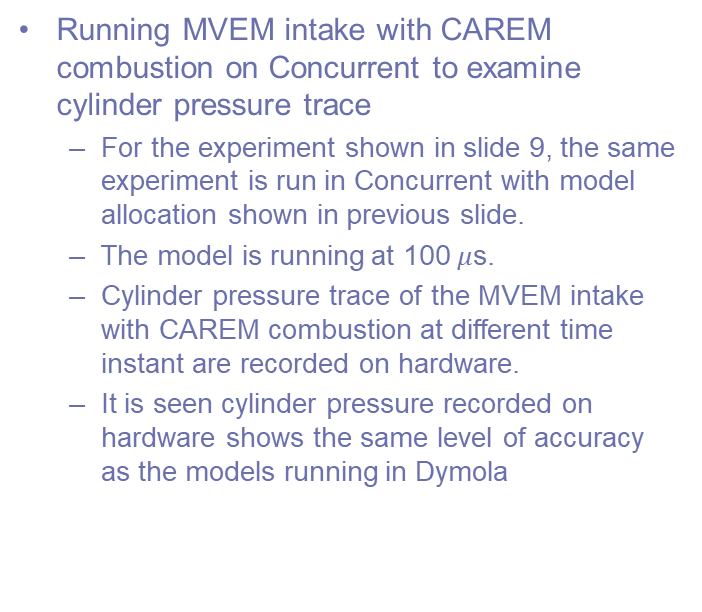 • Running MVEM intake with CAREM
combustion on Concurrent to examine
cylinder pressure trace
– For the experiment shown in slide 9, the same
experiment is run in Concurrent with model
allocation shown in previous slide.
– The model is running at 100 𝜇s.
– Cylinder pressure trace of the MVEM intake
with CAREM combustion at different time
instant are recorded on hardware.
– It is seen cylinder pressure recorded on
hardware shows the same level of accuracy
as the models running in Dymola